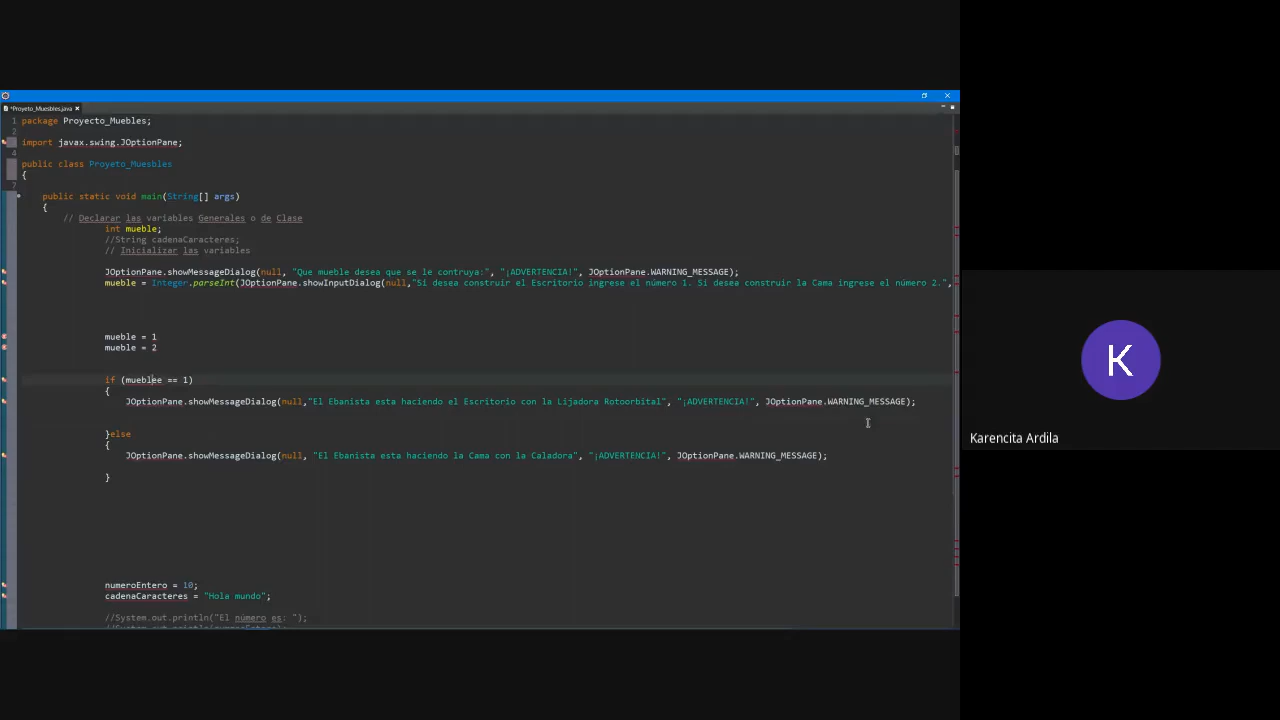 *Proyeto_Muesbles.java
1 package Proyecto_Muebles;
2
import javax.swing.JOptionPane;
4
public class Proyeto_Muesbles
{
7
public static void main(String[] args)
{
// Declarar las variables Generales o de Clase
int mueble;
//String cadenaCaracteres;
// Inicializar las variables
JOptionPane.showMessageDialog(null, "Que mueble desea que se le contruya:", "¡ADVERTENCIA!", JOptionPane.WARNING_MESSAGE);
mueble = Integer.parseInt(JOptionPane.showInputDialog(null,"Si desea construir el Escritorio ingrese el número 1. Si desea construir la Cama ingrese el número 2.",
mueble = 1
mueble = 2
if (mueblee == 1)
{
JOptionPane.showMessageDialog(null,"El Ebanista esta haciendo el Escritorio con la Lijadora Rotoorbital", "¡ADVERTENCIA!", JOptionPane.WARNING_MESSAGE);
}else
{
JOptionPane.showMessageDialog(null, "El Ebanista esta haciendo la Cama con la Caladora", "¡ADVERTENCIA!", JOptionPane.WARNING_MESSAGE);
}
numeroEntero = 10;
cadenaCaracteres = "Hola mundo";
//System.out.println("El número es: ");
K
Karencita Ardila